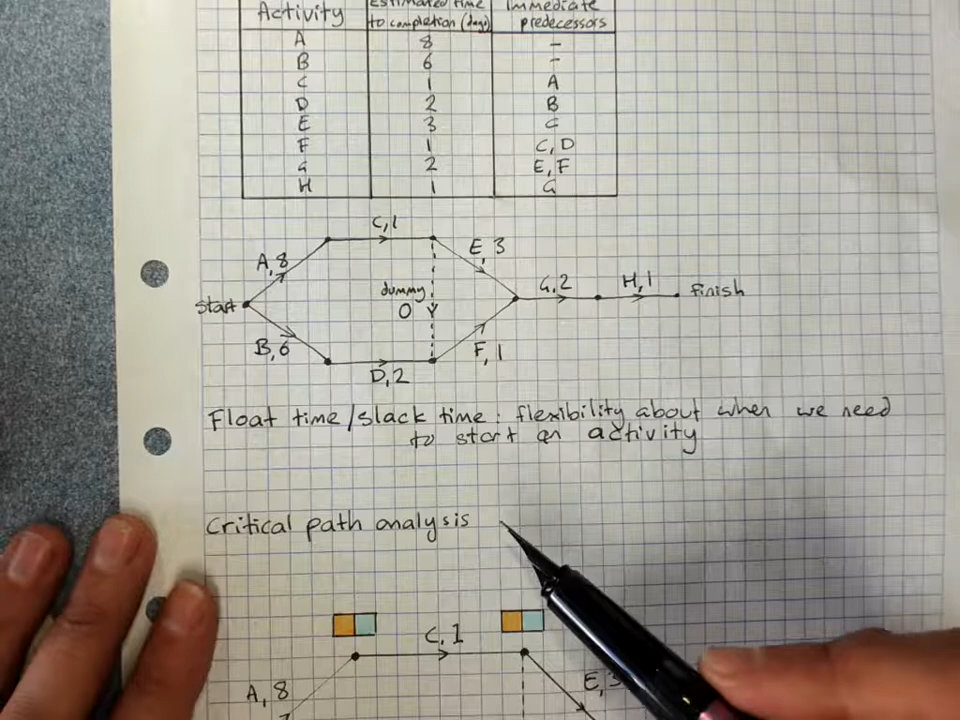 Activity Estimated time to completion (days) Immediate predecessors
A 8 –
B 6 –
C 1 A
D 2 B
E 3 C
F 1 C, D
G 2 E, F
H 1 G
C, 1
A, 8
E, 3
dummy
0
Start
G, 2
H, 1
Finish
B, 6
F, 1
D, 2
Float time / slack time : flexibility about when we need
to start an activity
Critical path analysis
C, 1
A, 8
E, 3